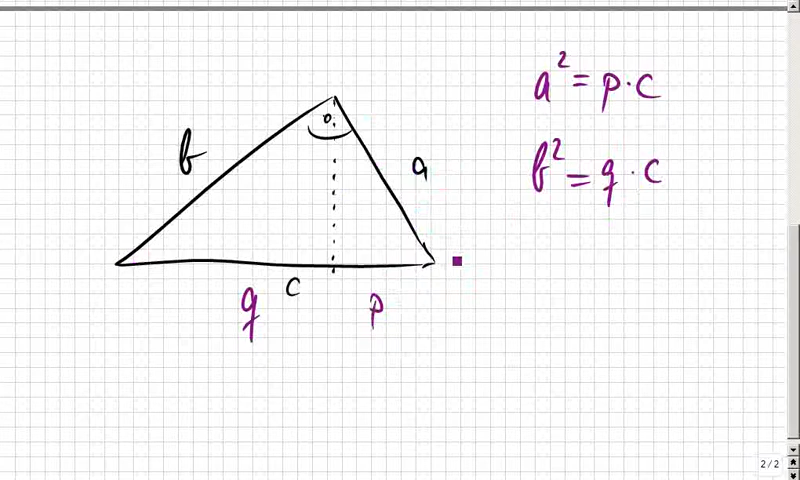 a² = p · c
b
a
b² = q · c
c
q
p
2 / 2